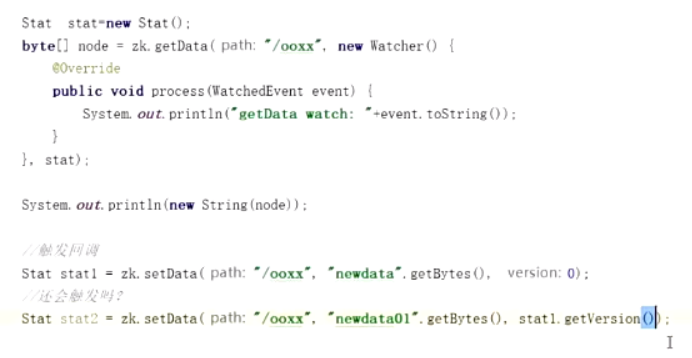 Stat stat=new Stat();
byte[] node = zk.getData( path: "/ooxx", new Watcher() {
@Override
public void process(WatchedEvent event) {
System.out.println("getData watch: "+event.toString());
}
}, stat);
System.out.println(new String(node));
//触发回调
Stat stat1 = zk.setData( path: "/ooxx", "newdata".getBytes(), version: 0);
//还会触发吗?
Stat stat2 = zk.setData( path: "/ooxx", "newdata01".getBytes(), stat1.getVersion());